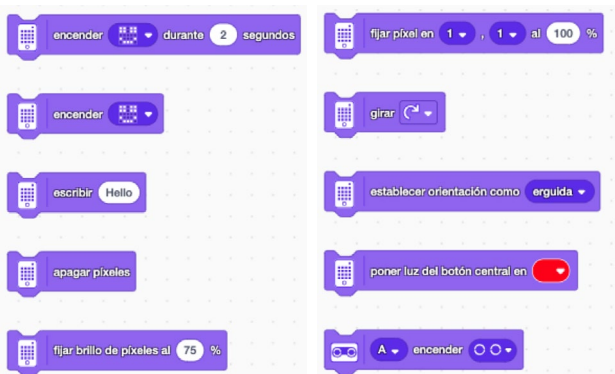 encender durante 2 segundos
encender
escribir Hello
apagar píxeles
fijar brillo de píxeles al 75 %
fijar píxel en 1 , 1 al 100 %
girar
establecer orientación como erguida
poner luz del botón central en
A encender